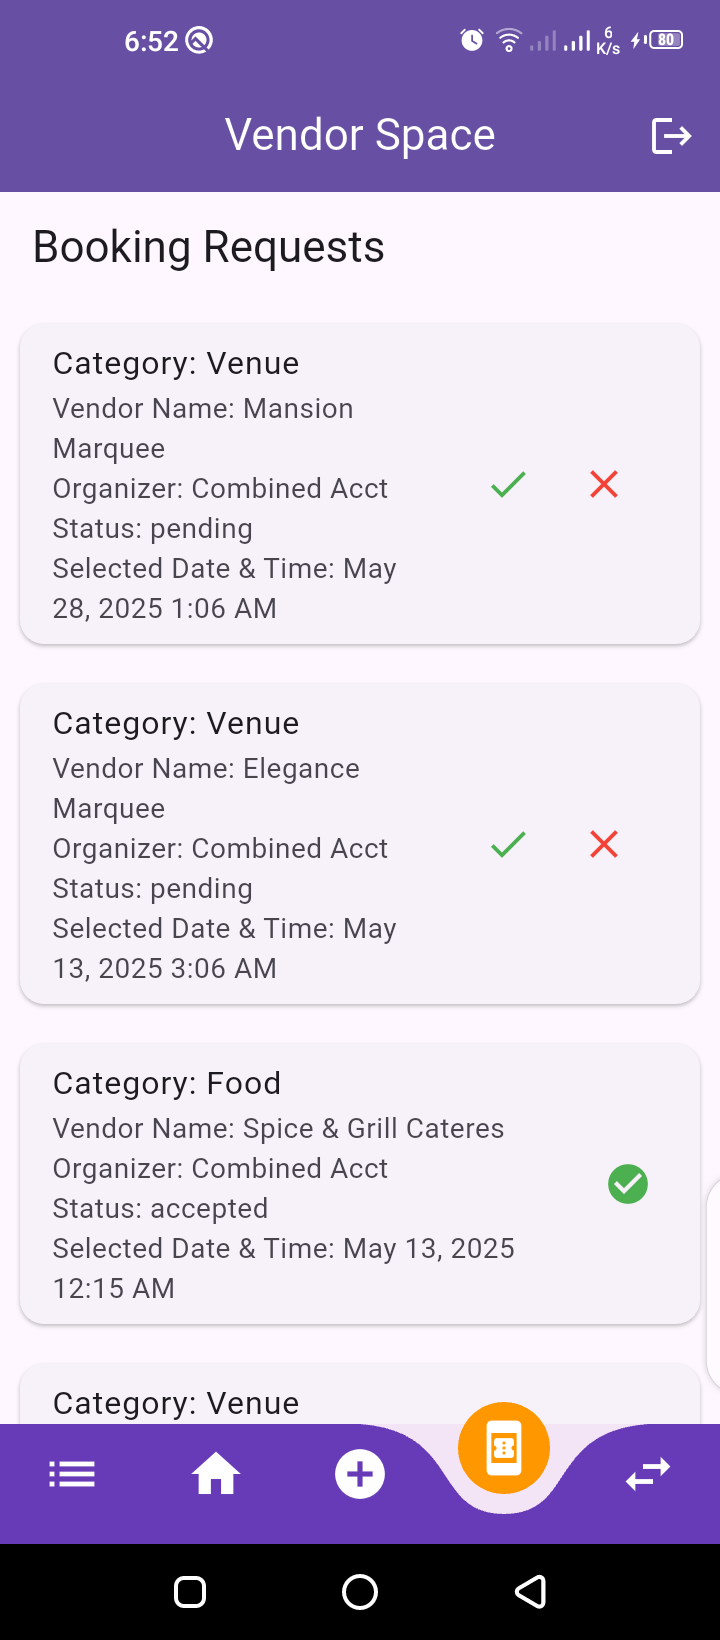 6:52
6
K/s
80
Vendor Space
Booking Requests
Category: Venue
Vendor Name: Mansion
Marquee
Organizer: Combined Acct
Status: pending
Selected Date & Time: May
28, 2025 1:06 AM
Category: Venue
Vendor Name: Elegance
Marquee
Organizer: Combined Acct
Status: pending
Selected Date & Time: May
13, 2025 3:06 AM
Category: Food
Vendor Name: Spice & Grill Cateres
Organizer: Combined Acct
Status: accepted
Selected Date & Time: May 13, 2025
12:15 AM
Category: Venue